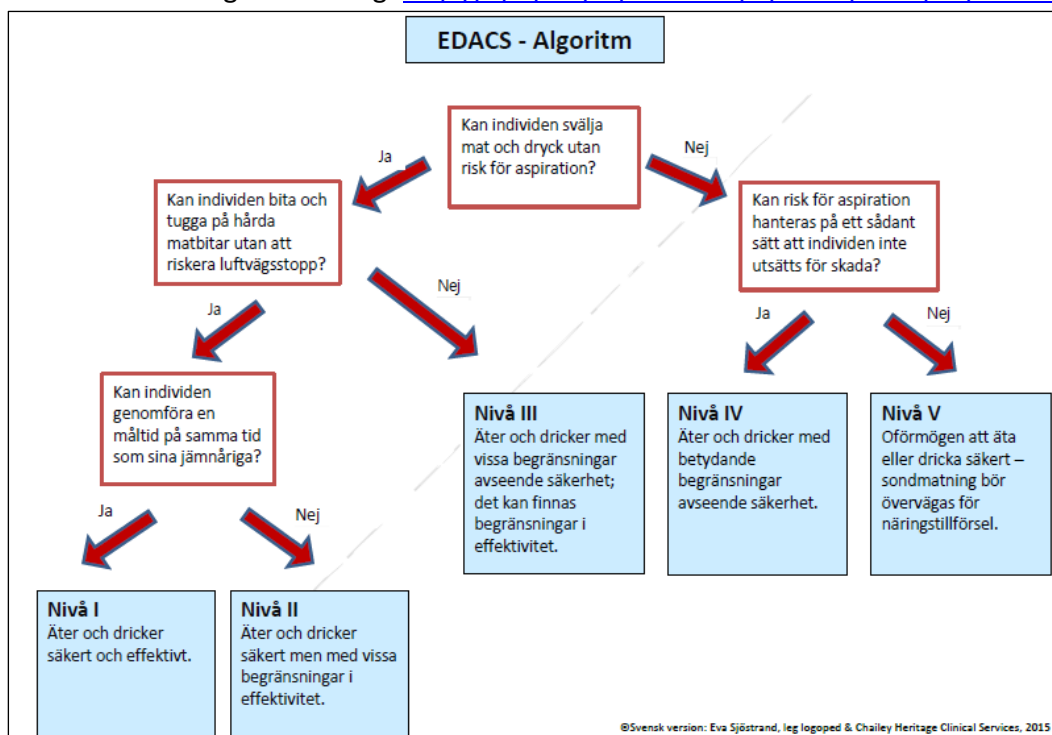 EDACS - Algoritm
Kan individen svälja
mat och dryck utan
risk för aspiration?
Ja
Nej
Kan individen bita och
tugga på hårda
matbitar utan att
riskera luftvägsstopp?
Kan risk för aspiration
hanteras på ett sådant
sätt att individen inte
utsätts för skada?
Ja
Nej
Ja
Nej
Kan individen
genomföra en
måltid på samma tid
som sina jämnåriga?
Ja
Nej
Nivå III
Äter och dricker med
vissa begränsningar
avseende säkerhet;
det kan finnas
begränsningar i
effektivitet.
Nivå IV
Äter och dricker med
betydande
begränsningar
avseende säkerhet.
Nivå V
Oförmögen att äta
eller dricka säkert –
sondmatning bör
övervägas för
näringstillförsel.
Nivå I
Äter och dricker
säkert och effektivt.
Nivå II
Äter och dricker
säkert men med vissa
begränsningar i
effektivitet.
©Svensk version: Eva Sjöstrand, leg logoped & Chailey Heritage Clinical Services, 2015